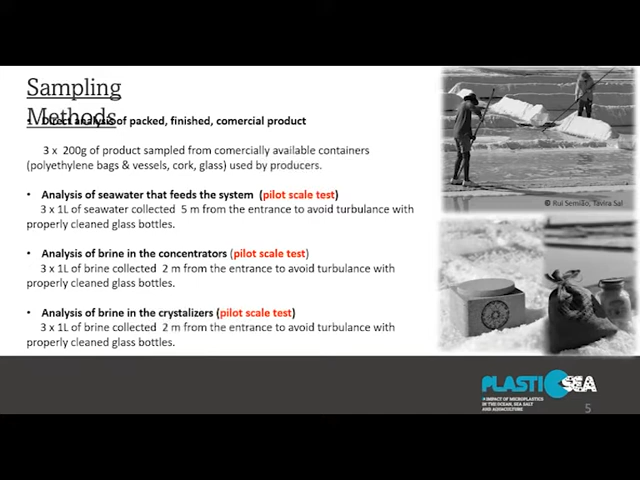 Sampling
Methods
• Direct analysis of packed, finished, comercial product
3 x 200g of product sampled from comercially available containers
(polyethylene bags & vessels, cork, glass) used by producers.
• Analysis of seawater that feeds the system (pilot scale test)
3 x 1L of seawater collected 5 m from the entrance to avoid turbulance with
properly cleaned glass bottles.
• Analysis of brine in the concentrators (pilot scale test)
3 x 1L of brine collected 2 m from the entrance to avoid turbulance with
properly cleaned glass bottles.
• Analysis of brine in the crystalizers (pilot scale test)
3 x 1L of brine collected 2 m from the entrance to avoid turbulance with
properly cleaned glass bottles.
© Rui Semião, Tavira Sal
PLASTICSEA
IMPACT OF MICROPLASTICS
IN THE OCEAN, SEA SALT
AND AQUACULTURE
5